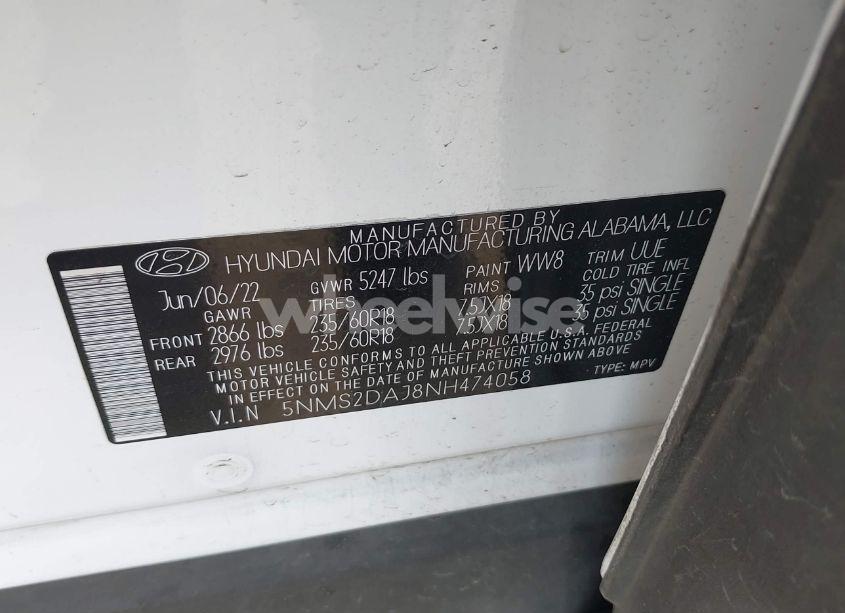 MANUFACTURED BY
HYUNDAI MOTOR MANUFACTURING ALABAMA, LLC
Jun/06/22 GVWR 5247 lbs PAINT WW8 TRIM UUE
GAWR TIRES RIMS COLD TIRE INFL
FRONT 2866 lbs 235/60R18 7.5JX18 35 psi SINGLE
REAR 2976 lbs 235/60R18 7.5JX18 35 psi SINGLE
THIS VEHICLE CONFORMS TO ALL APPLICABLE U.S.A. FEDERAL
MOTOR VEHICLE SAFETY AND THEFT PREVENTION STANDARDS
IN EFFECT ON THE DATE OF MANUFACTURE SHOWN ABOVE
V.I.N 5NMS2DAJ8NH474058 TYPE: MPV
wheelwise